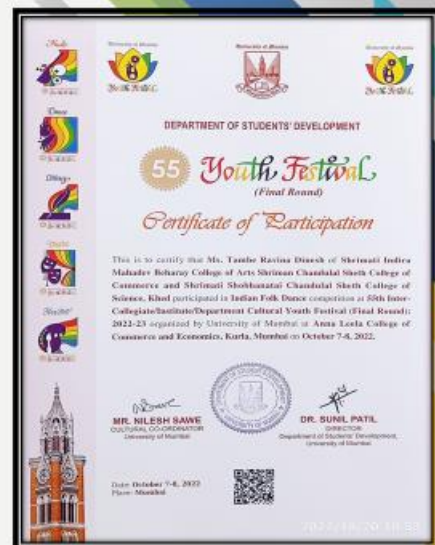 Music
University of Mumbai
University of Mumbai
University of Mumbai
DEPARTMENT OF STUDENTS' DEVELOPMENT
Dance
55 Youth Festival
(Final Round)
Certificate of Participation
This is to certify that Ms. Tambe Ravina Dinesh of Shrimati Indira
Mahadev Beharay College of Arts Shriman Chandulal Sheth College of
Commerce and Shrimati Shobhanatai Chandulal Sheth College of
Science, Khed participated in Indian Folk Dance competition at 55th Inter-
Collegiate/Institute/Department Cultural Youth Festival (Final Round):
2022-23 organized by University of Mumbai at Anna Leela College of
Commerce and Economics, Kurla, Mumbai on October 7-8, 2022.
MR. NILESH SAWE
CULTURAL CO-ORDINATOR
University of Mumbai
DR. SUNIL PATIL
DIRECTOR
Department of Students' Development,
University of Mumbai
Date: October 7-8, 2022
Place: Mumbai